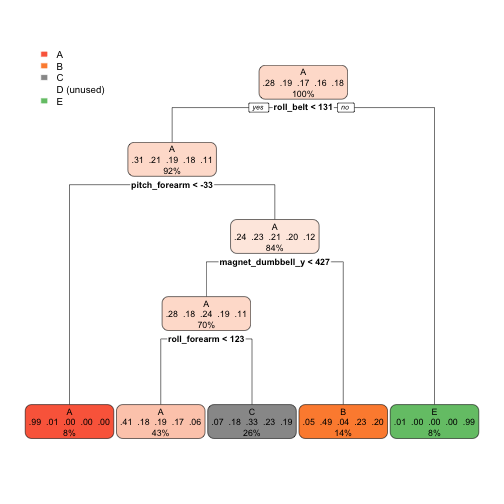 A
B
C
D (unused)
E
A
.28 .19 .17 .16 .18
100%
yes roll_belt < 131 no
A
.31 .21 .19 .18 .11
92%
pitch_forearm < -33
A
.24 .23 .21 .20 .12
84%
magnet_dumbbell_y < 427
A
.28 .18 .24 .19 .11
70%
roll_forearm < 123
A
.99 .01 .00 .00 .00
8%
A
.41 .18 .19 .17 .06
43%
C
.07 .18 .33 .23 .19
26%
B
.05 .49 .04 .23 .20
14%
E
.01 .00 .00 .00 .99
8%